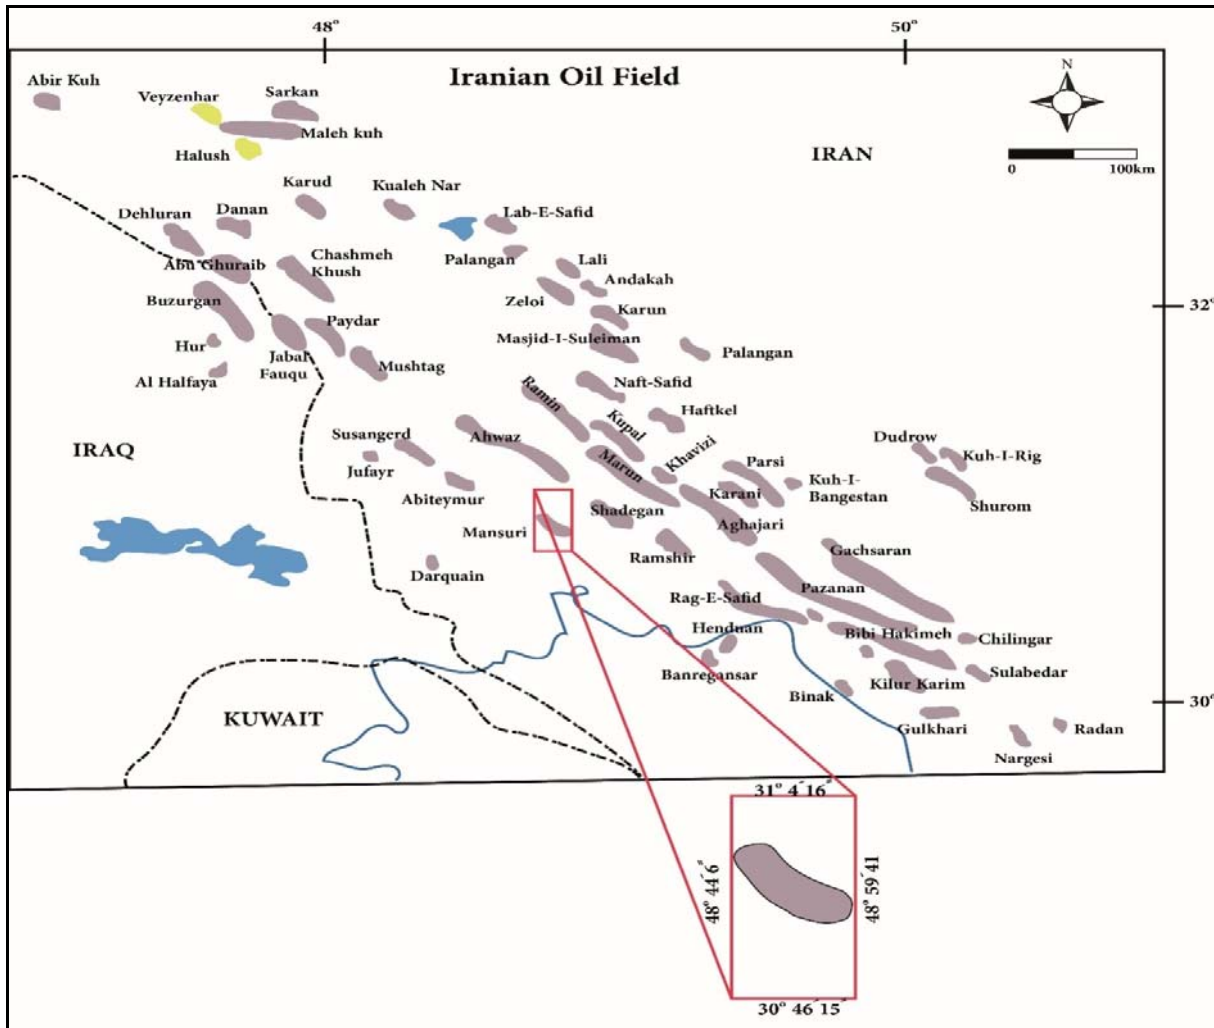 48°
50°
Iranian Oil Field
Abir Kuh
Veyzenhar
Sarkan
N
Maleh kuh
Halush
IRAN
0
100km
Karud
Kualeh Nar
Dehluran
Danan
Lab-E-Safid
Abu Ghuraib
Chashmeh
Khush
Palangan
Lali
Andakah
Buzurgan
Zeloi
Karun
32°
Paydar
Masjid-I-Suleiman
Hur
Jabal
Fauqu
Mushtag
Palangan
Al Halfaya
Ramin
Naft-Safid
Haftkel
Kupal
IRAQ
Susangerd
Ahwaz
Khavizi
Dudrow
Kuh-I-Rig
Jufayr
Marun
Parsi
Kuh-I-
Bangestan
Abiteymur
Karani
Shurom
Shadegan
Aghajari
Mansuri
Ramshir
Gachsaran
Darquain
Pazanan
Rag-E-Safid
Henduan
Bibi Hakimeh
Chilingar
Banregansar
Sulabedar
Kilur Karim
Binak
30°
KUWAIT
Gulkhari
Radan
Nargesi
31° 4´16˝
48° 44´6˝
48° 59´41
30° 46´15´